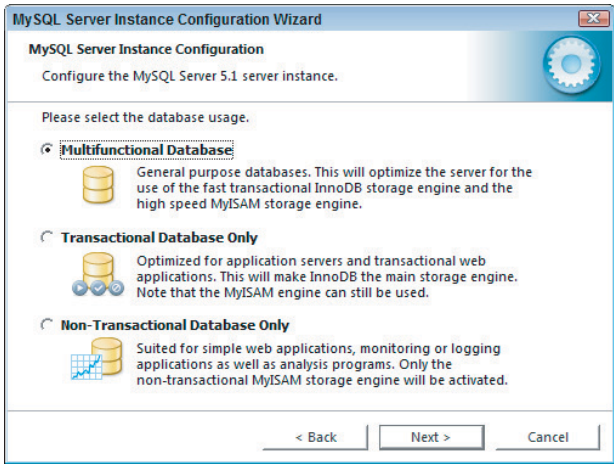 MySQL Server Instance Configuration Wizard
MySQL Server Instance Configuration
Configure the MySQL Server 5.1 server instance.
Please select the database usage.
Multifunctional Database
General purpose databases. This will optimize the server for the
use of the fast transactional InnoDB storage engine and the
high speed MyISAM storage engine.
Transactional Database Only
Optimized for application servers and transactional web
applications. This will make InnoDB the main storage engine.
Note that the MyISAM engine can still be used.
Non-Transactional Database Only
Suited for simple web applications, monitoring or logging
applications as well as analysis programs. Only the
non-transactional MyISAM storage engine will be activated.
< Back Next > Cancel